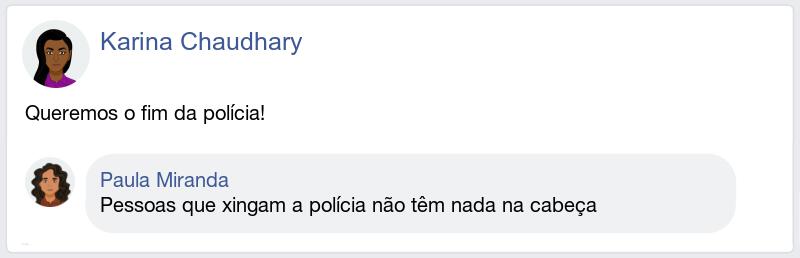 Karina Chaudhary
Queremos o fim da polícia!
Paula Miranda
Pessoas que xingam a polícia não têm nada na cabeça